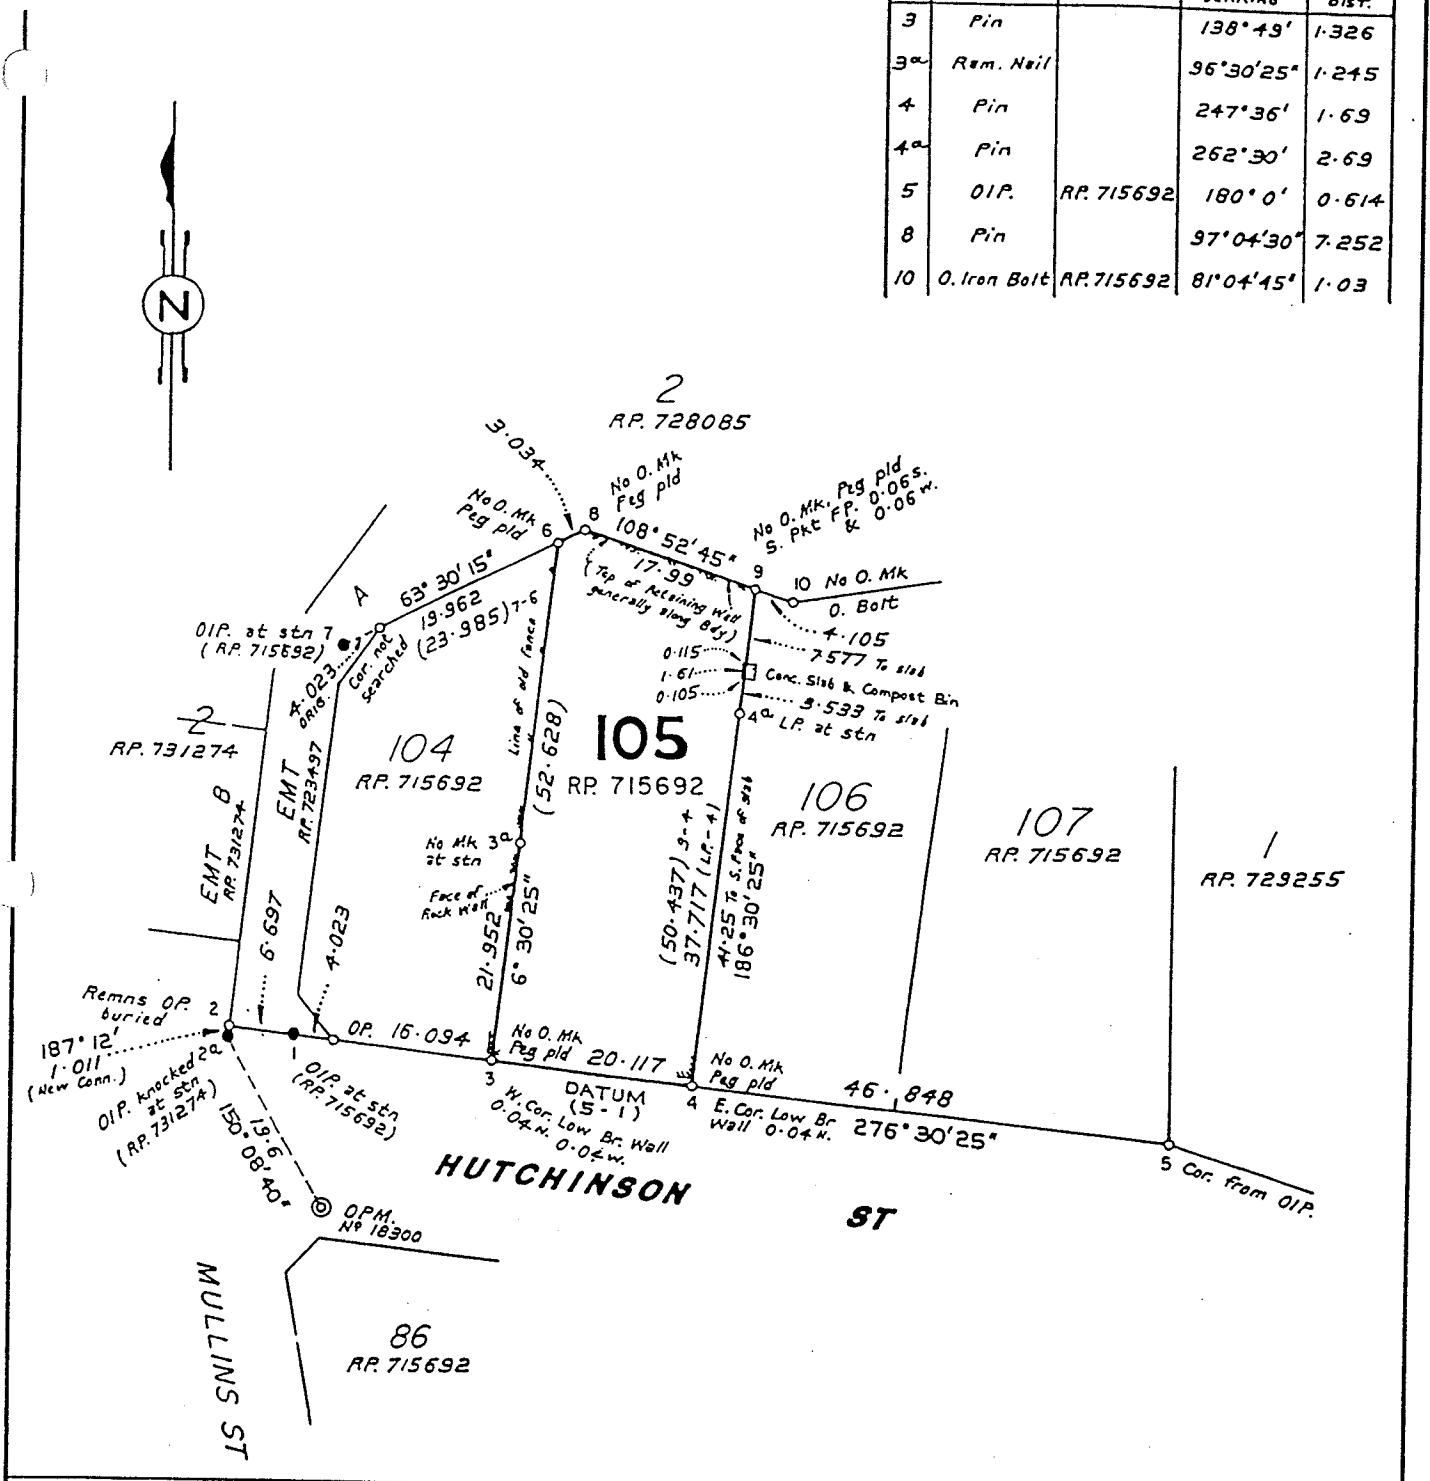 BEARING DIST.
3 Pin 138°49' 1·326
3a Rem. Nail 96°30'25" 1·245
4 Pin 247°36' 1·69
4a Pin 262°30' 2·69
5 OIP. RP. 715692 180°0' 0·614
8 Pin 97°04'30" 7·252
10 O. Iron Bolt RP. 715692 81°04'45" 1·03
N
2
RP. 728085
3·034
No O. Mk
Peg pld
8
No O. Mk
Peg pld
6
108°52'45"
17·99
(Top of Retaining Wall
generally along Bdy)
No O. Mk, Peg pld
S. Pkt FP. 0·06 S.
& 0·06 W.
9
10 No O. Mk
O. Bolt
4·105
7·577 To slab
0·115
1·61
0·105
Conc. Slab & Compost Bin
3·533 To slab
4a LP. at stn
A
63°30'15"
19·962
(23·985) 7-6
OIP. at stn 7
(RP. 715692)
4·023
ORIG.
Cor. not
searched
Line of old fence
(52·628)
2
RP. 731274
EMT B
RP. 731274
EMT
RP. 723497
104
RP. 715692
105
RP. 715692
106
RP. 715692
107
RP. 715692
1
RP. 729255
No Mk 3a
at stn
Face of
Rock Wall
21·952
6°30'25"
(50·437) 9-4
37·717 (LP.-4)
41·25 To S. Face of slab
186°30'25"
6·697
4·023
Remns OP.
buried
2
187°12'
1·011
(New Conn.)
2a
OIP. knocked
at stn
(RP. 731274)
1
OIP. at stn
(RP. 715692)
OP. 16·094
No O. Mk
Peg pld
3
20·117
DATUM
(5-1)
W. Cor. Low Br. Wall
0·04 N. 0·04 W.
No O. Mk
Peg pld
4
E. Cor. Low Br
Wall 0·04 N.
46·848
276°30'25"
5 Cor. from OIP.
19·6
150°08'40"
OPM.
Nº 18300
HUTCHINSON
ST
MULLINS ST
86
RP. 715692